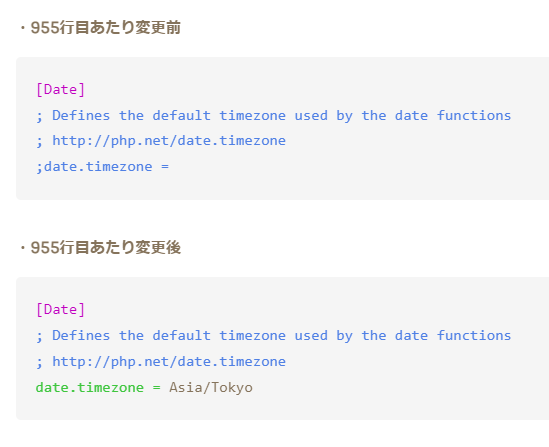 ・955行目あたり変更前
[Date]
; Defines the default timezone used by the date functions
; http://php.net/date.timezone
;date.timezone =
・955行目あたり変更後
[Date]
; Defines the default timezone used by the date functions
; http://php.net/date.timezone
date.timezone = Asia/Tokyo